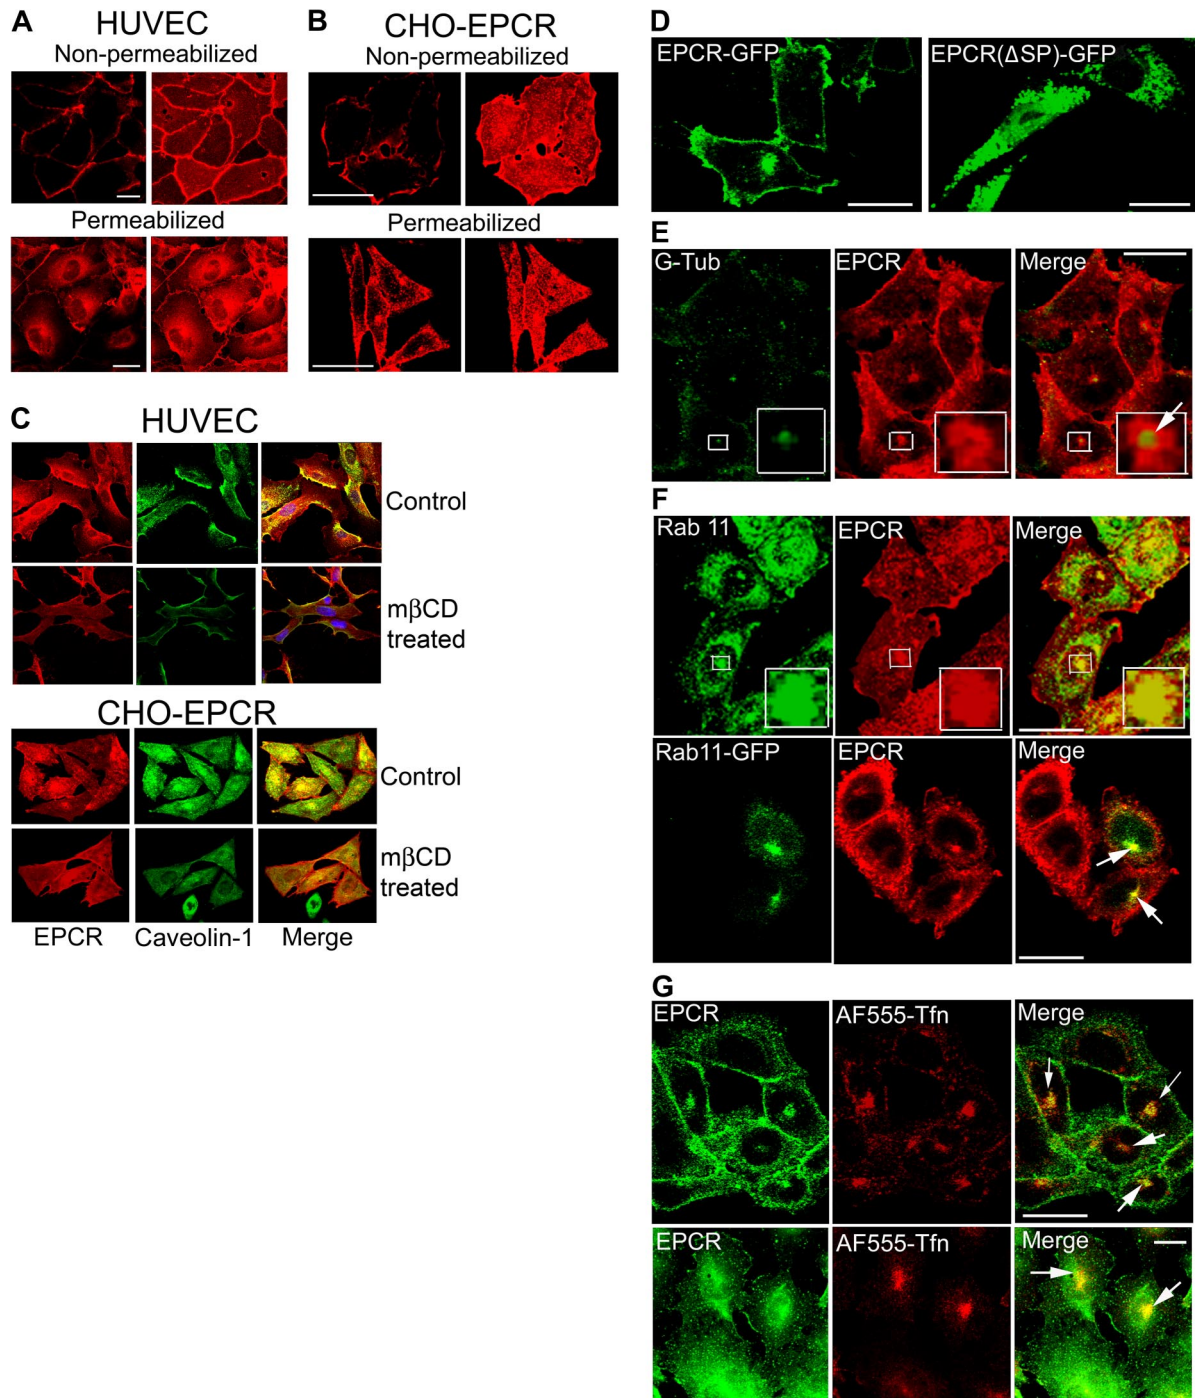 A
HUVEC
Non-permeabilized
Permeabilized
B
CHO-EPCR
Non-permeabilized
Permeabilized
C
HUVEC
Control
mβCD
treated
CHO-EPCR
Control
mβCD
treated
EPCR
Caveolin-1
Merge
D
EPCR-GFP
EPCR(ΔSP)-GFP
E
G-Tub
EPCR
Merge
F
Rab 11
EPCR
Merge
Rab11-GFP
EPCR
Merge
G
EPCR
AF555-Tfn
Merge
EPCR
AF555-Tfn
Merge